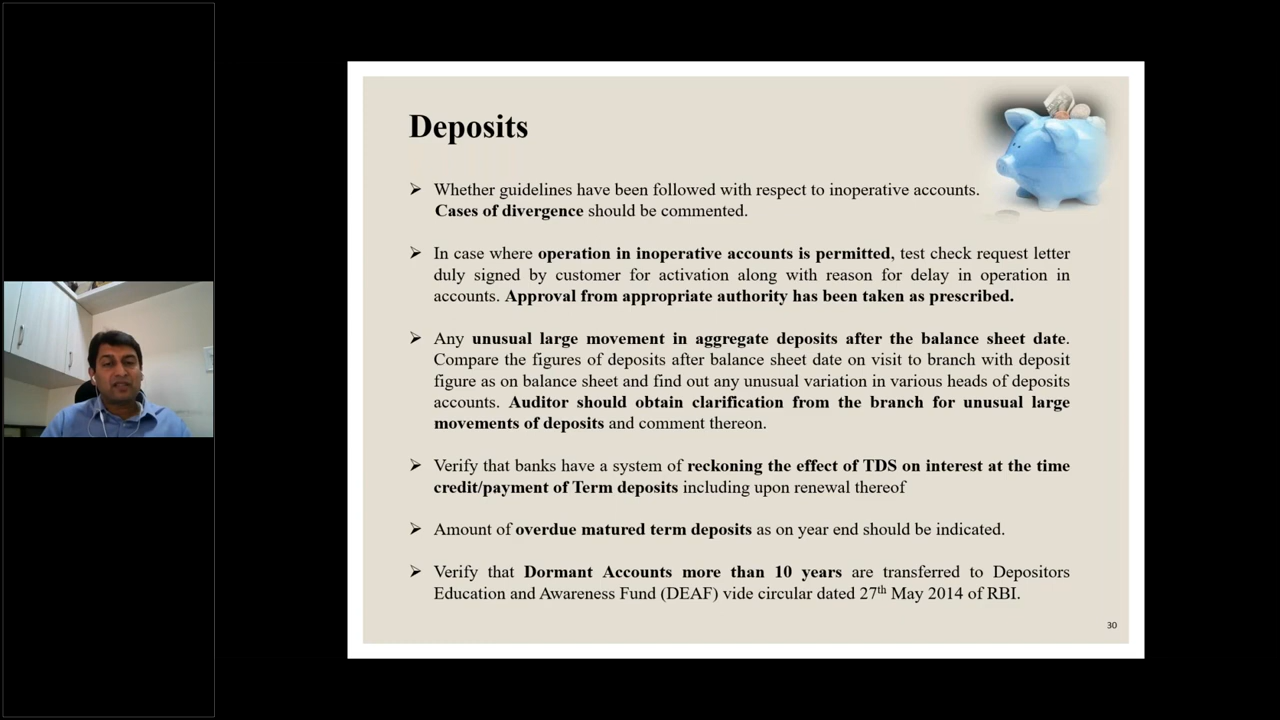 Deposits
➢ Whether guidelines have been followed with respect to inoperative accounts.
Cases of divergence should be commented.
➢ In case where operation in inoperative accounts is permitted, test check request letter
duly signed by customer for activation along with reason for delay in operation in
accounts. Approval from appropriate authority has been taken as prescribed.
➢ Any unusual large movement in aggregate deposits after the balance sheet date.
Compare the figures of deposits after balance sheet date on visit to branch with deposit
figure as on balance sheet and find out any unusual variation in various heads of deposits
accounts. Auditor should obtain clarification from the branch for unusual large
movements of deposits and comment thereon.
➢ Verify that banks have a system of reckoning the effect of TDS on interest at the time
credit/payment of Term deposits including upon renewal thereof
➢ Amount of overdue matured term deposits as on year end should be indicated.
➢ Verify that Dormant Accounts more than 10 years are transferred to Depositors
Education and Awareness Fund (DEAF) vide circular dated 27th May 2014 of RBI.
30